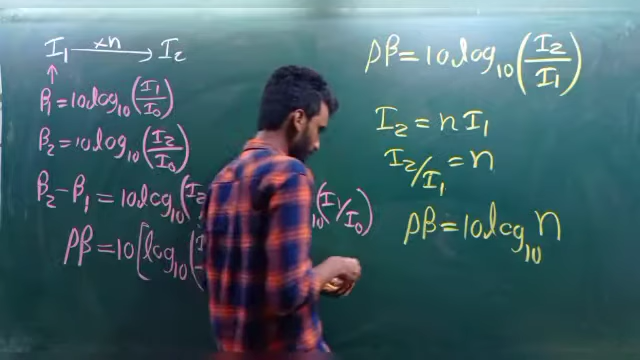 I₁ ×n → I₂
↑
β₁ = 10 log₁₀ (I₁/I₀)
β₂ = 10 log₁₀ (I₂/I₀)
β₂ − β₁ = 10 log₁₀ (I₂ ₁₀ (I₁/I₀)
Δβ = 10 [log₁₀ (
Δβ = 10 log₁₀ (I₂/I₁)
I₂ = n I₁
I₂/I₁ = n
Δβ = 10 log₁₀ n